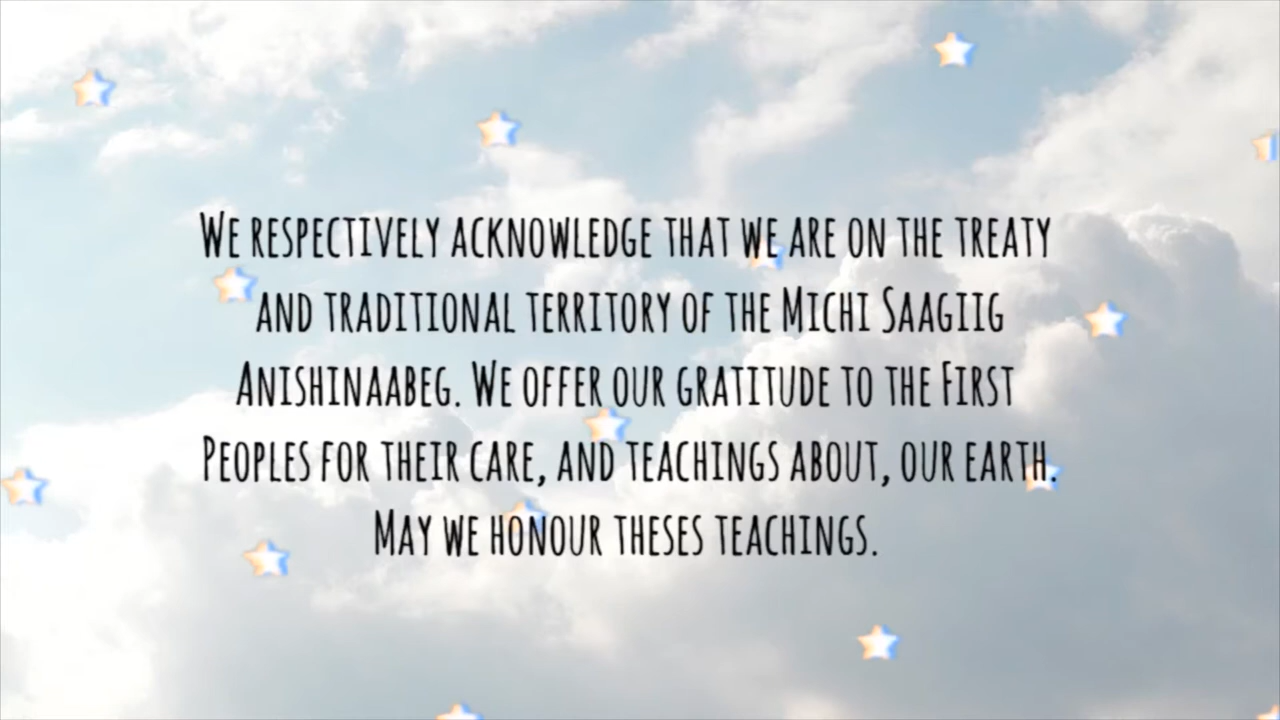 We respectively acknowledge that we are on the treaty
and traditional territory of the Michi Saagiig
Anishinaabeg. We offer our gratitude to the First
Peoples for their care, and teachings about, our earth.
May we honour theses teachings.